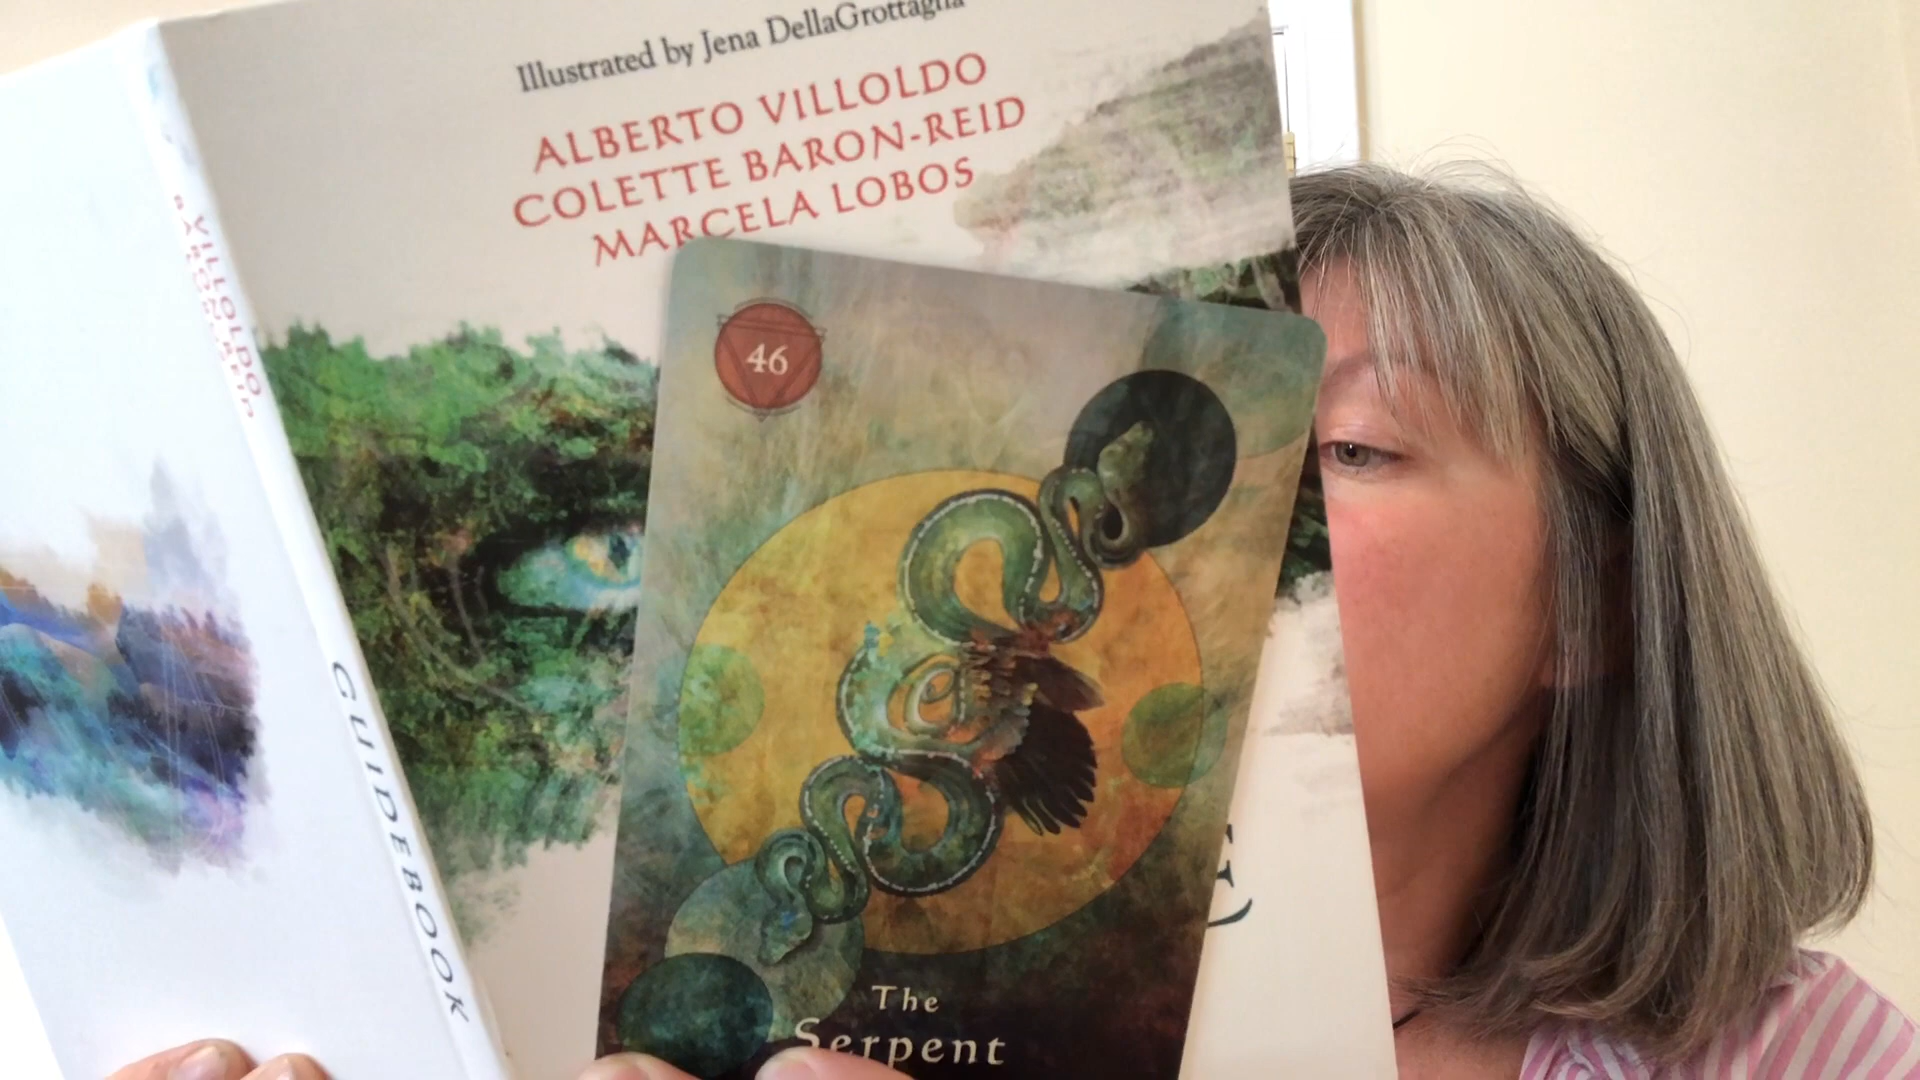 Illustrated by Jena DellaGrottaglia
ALBERTO VILLOLDO
COLETTE BARON-REID
MARCELA LOBOS
VILLOLDO
GUIDEBOOK
46
The
Serpent